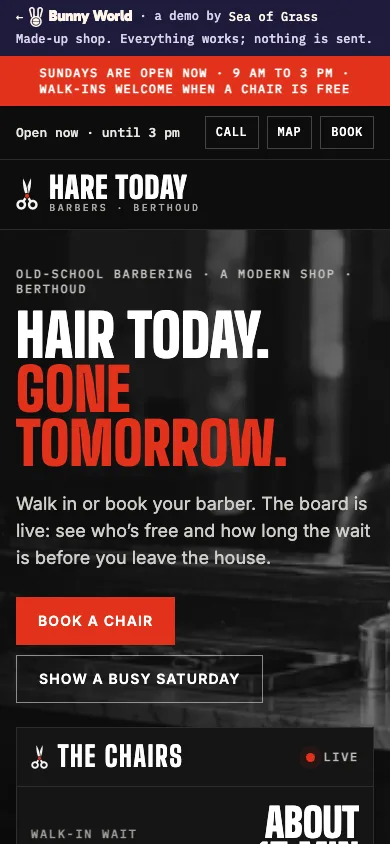 ← Bunny World · a demo by Sea of Grass
Made-up shop. Everything works; nothing is sent.
SUNDAYS ARE OPEN NOW · 9 AM TO 3 PM ·
WALK-INS WELCOME WHEN A CHAIR IS FREE
Open now · until 3 pm CALL MAP BOOK
HARE TODAY
BARBERS · BERTHOUD
OLD-SCHOOL BARBERING · A MODERN SHOP ·
BERTHOUD
HAIR TODAY.
GONE
TOMORROW.
Walk in or book your barber. The board is
live: see who’s free and how long the wait
is before you leave the house.
BOOK A CHAIR
SHOW A BUSY SATURDAY
THE CHAIRS LIVE
ABOUT
WALK-IN WAIT